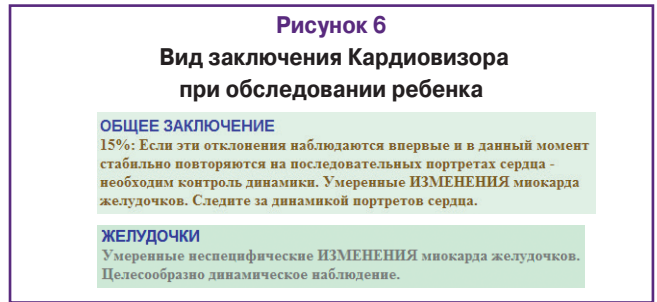 Рисунок 6
Вид заключения Кардиовизора
при обследовании ребенка
ОБЩЕЕ ЗАКЛЮЧЕНИЕ
15%: Если эти отклонения наблюдаются впервые и в данный момент
стабильно повторяются на последовательных портретах сердца -
необходим контроль динамики. Умеренные ИЗМЕНЕНИЯ миокарда
желудочков. Следите за динамикой портретов сердца.
ЖЕЛУДОЧКИ
Умеренные неспецифические ИЗМЕНЕНИЯ миокарда желудочков.
Целесообразно динамическое наблюдение.